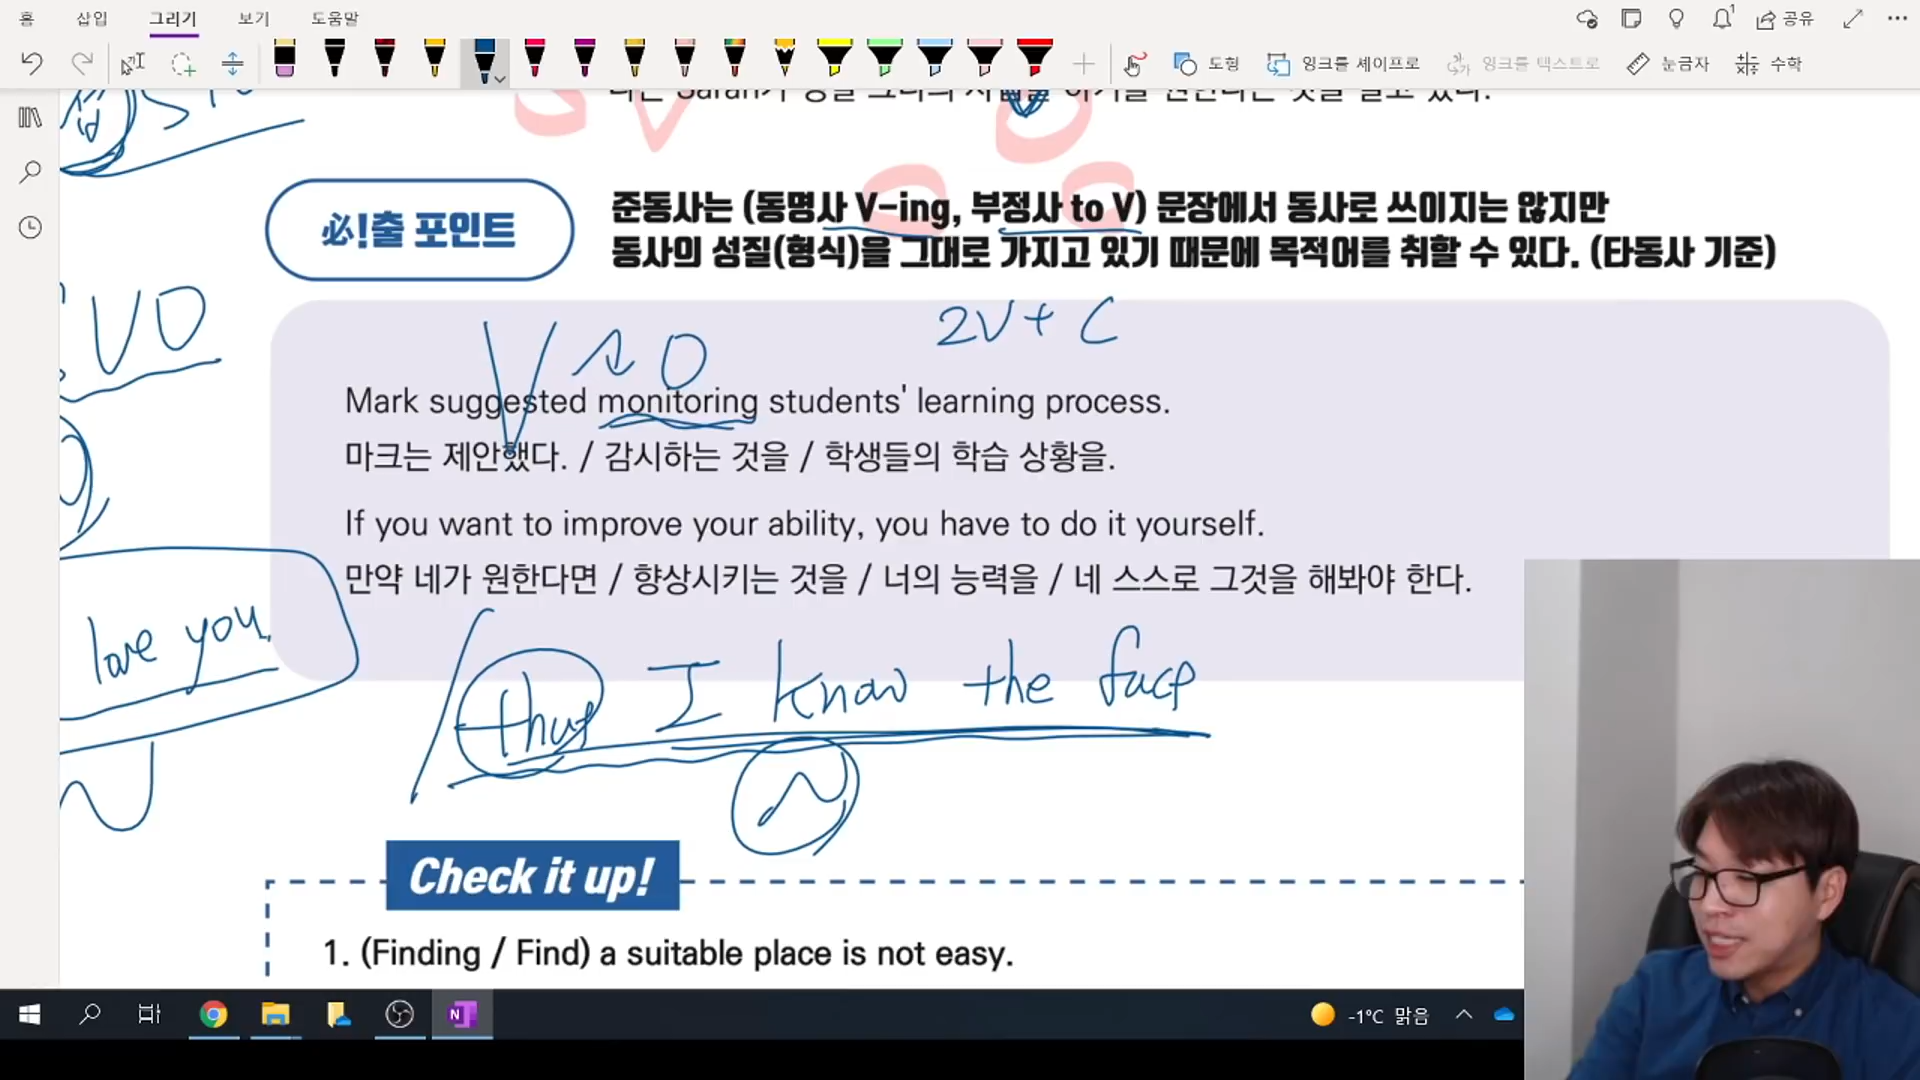 홈 삽입 그리기 보기 도움말 1 공유
도형 잉크를 셰이프로 잉크를 텍스트로 눈금자 수학
必!출 포인트
준동사는 (동명사 V-ing, 부정사 to V) 문장에서 동사로 쓰이지는 않지만
동사의 성질(형식)을 그대로 가지고 있기 때문에 목적어를 취할 수 있다. (타동사 기준)
VO
V O
2V + C
Mark suggested monitoring students' learning process.
마크는 제안했다. / 감시하는 것을 / 학생들의 학습 상황을.
If you want to improve your ability, you have to do it yourself.
만약 네가 원한다면 / 향상시키는 것을 / 너의 능력을 / 네 스스로 그것을 해봐야 한다.
love you.
that I know the fact
N
Check it up!
1. (Finding / Find) a suitable place is not easy.
-1°C 맑음